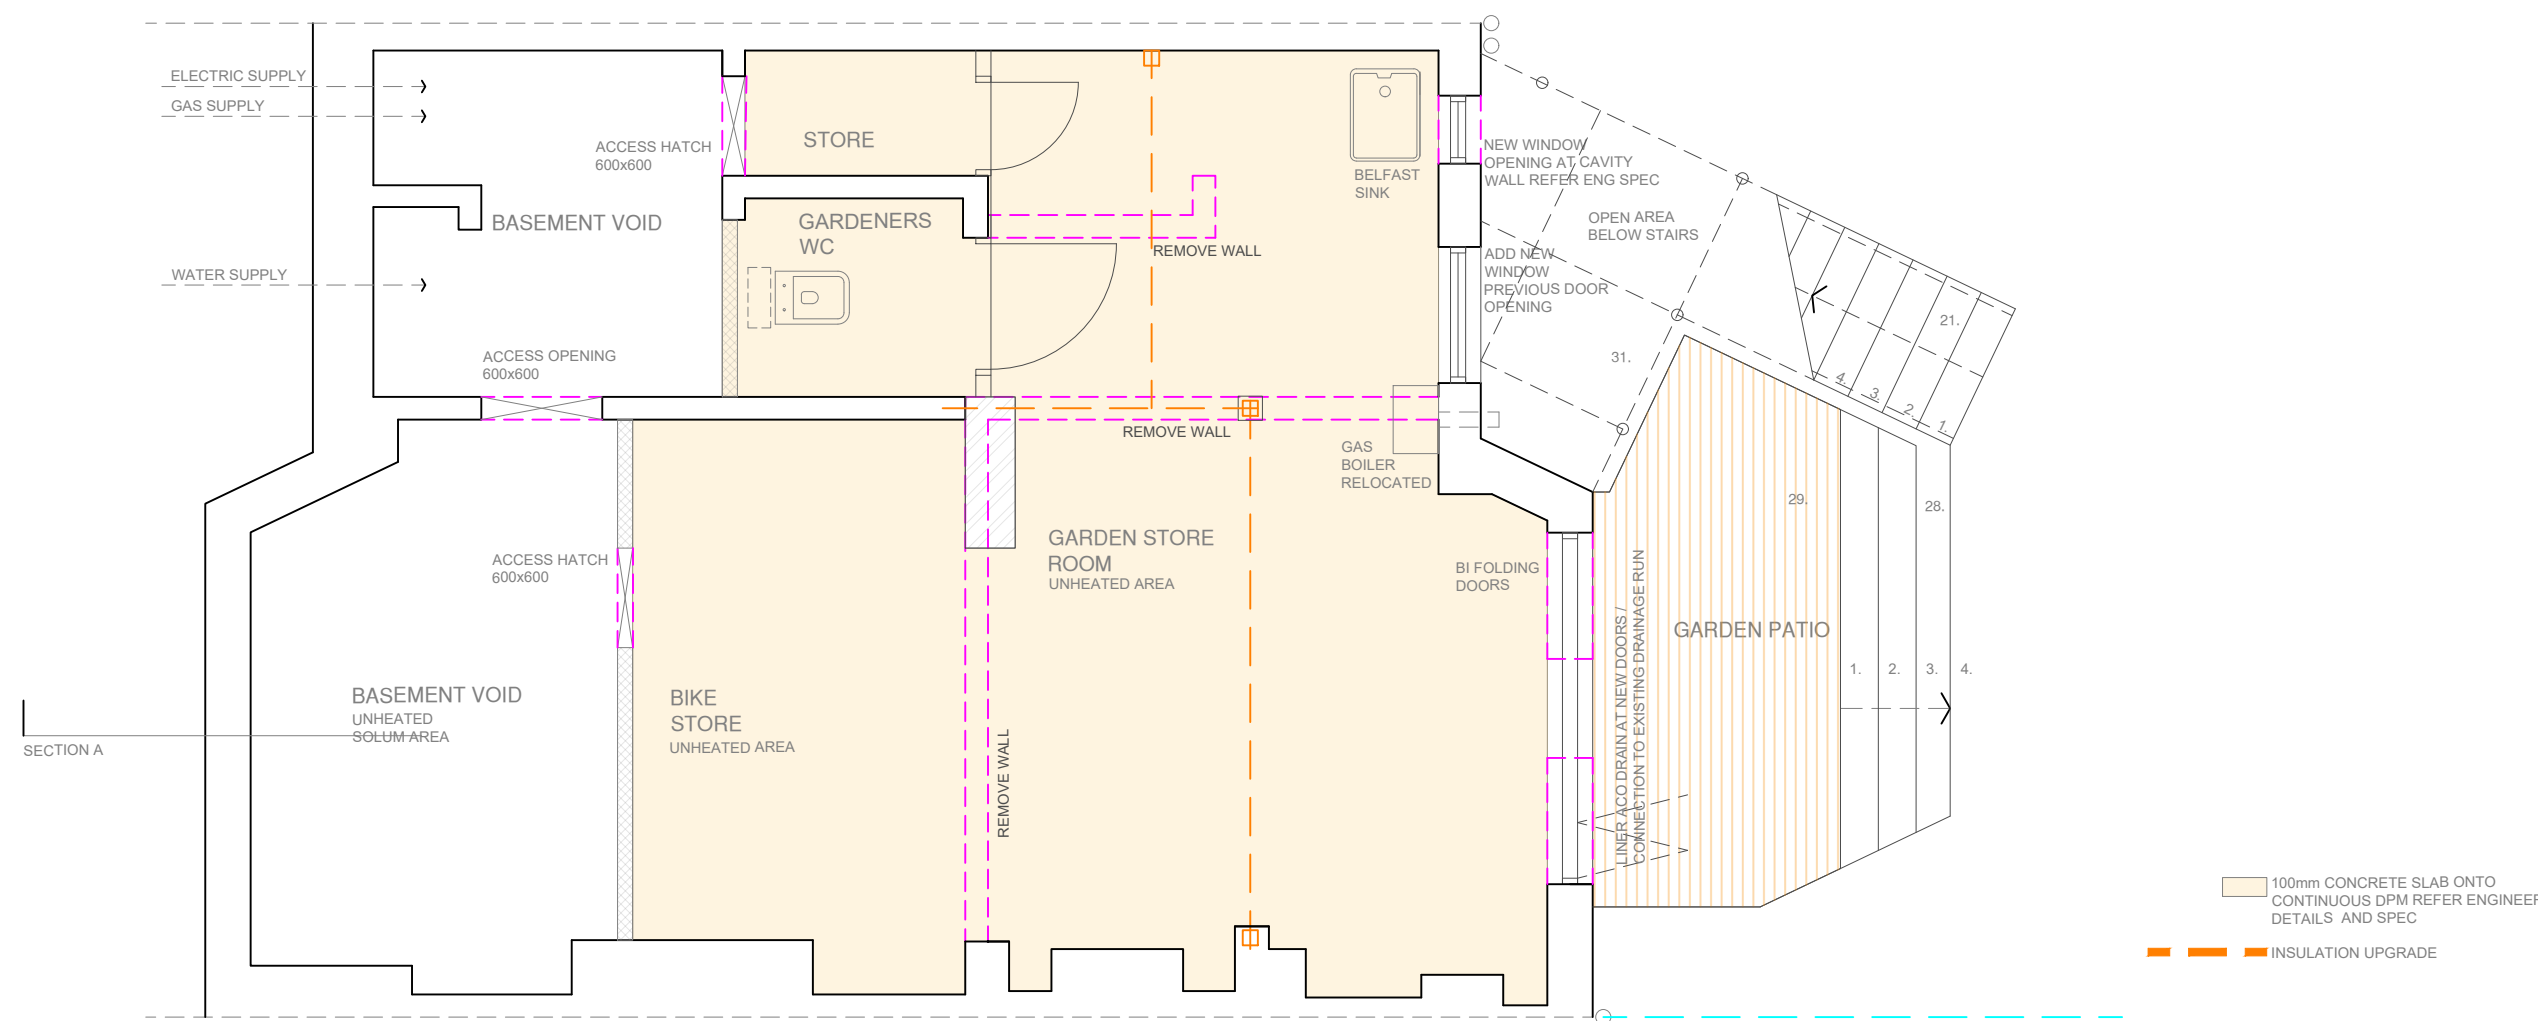 ELECTRIC SUPPLY
GAS SUPPLY
ACCESS HATCH
600x600
STORE
BASEMENT VOID
GARDENERS
WC
WATER SUPPLY
ACCESS OPENING
600x600
BELFAST
SINK
REMOVE WALL
NEW WINDOW
OPENING AT CAVITY
WALL REFER ENG SPEC
OPEN AREA
BELOW STAIRS
ADD NEW
WINDOW
PREVIOUS DOOR
OPENING
31.
21.
4.
3.
2.
1.
REMOVE WALL
GAS
BOILER
RELOCATED
29.
28.
ACCESS HATCH
600x600
GARDEN STORE
ROOM
UNHEATED AREA
BI FOLDING
DOORS
LINER ACO DRAIN AT NEW DOORS /
CONNECTION TO EXISTING DRAINAGE RUN
GARDEN PATIO
1.
2.
3.
4.
BASEMENT VOID
UNHEATED
SOLUM AREA
SECTION A
BIKE
STORE
UNHEATED AREA
REMOVE WALL
100mm CONCRETE SLAB ONTO
CONTINUOUS DPM REFER ENGINEER
DETAILS AND SPEC
INSULATION UPGRADE